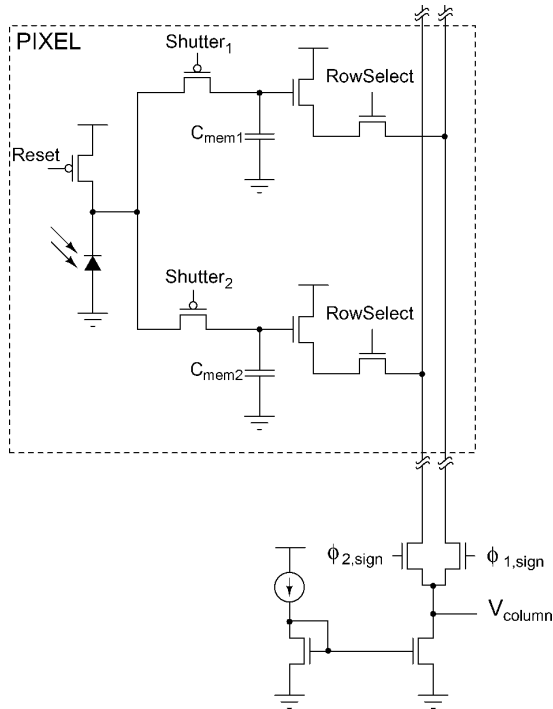 PIXEL
Shutter1
RowSelect
Cmem1
Reset
Shutter2
RowSelect
Cmem2
ϕ2,sign
ϕ1,sign
Vcolumn